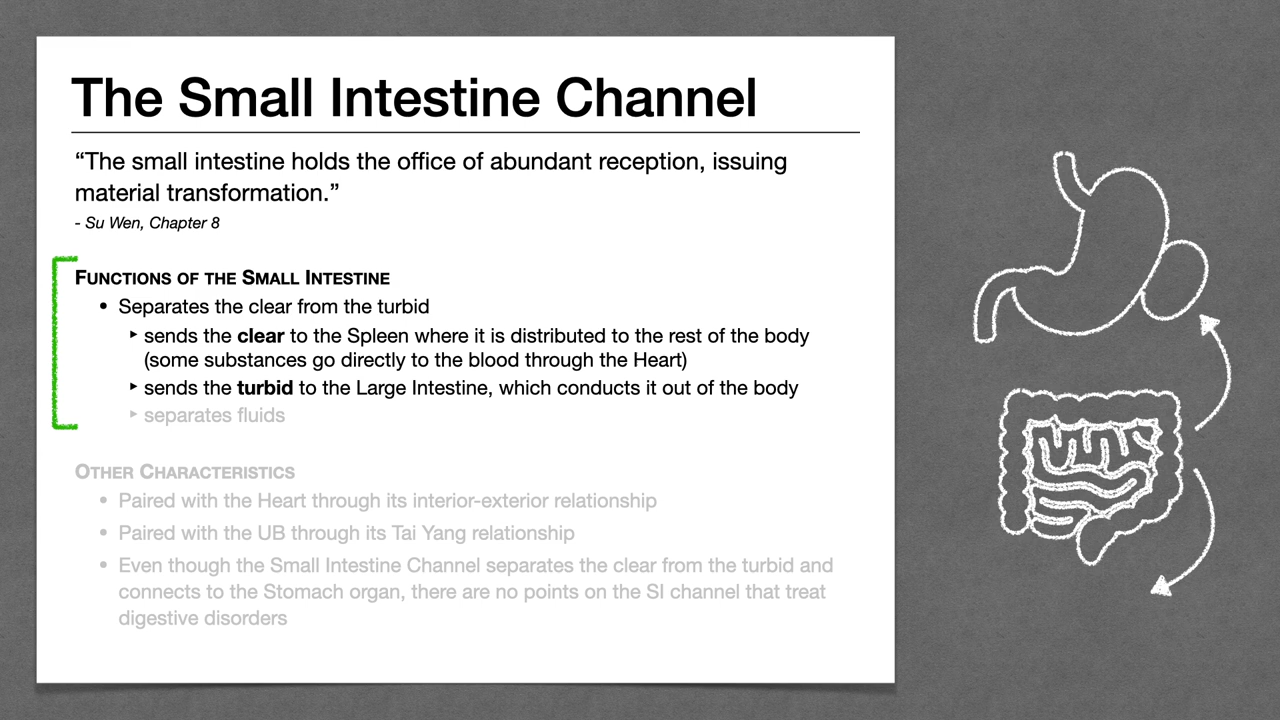 The Small Intestine Channel
“The small intestine holds the office of abundant reception, issuing
material transformation.”
- Su Wen, Chapter 8
FUNCTIONS OF THE SMALL INTESTINE
• Separates the clear from the turbid
‣ sends the clear to the Spleen where it is distributed to the rest of the body
(some substances go directly to the blood through the Heart)
‣ sends the turbid to the Large Intestine, which conducts it out of the body
‣ separates fluids
OTHER CHARACTERISTICS
• Paired with the Heart through its interior-exterior relationship
• Paired with the UB through its Tai Yang relationship
• Even though the Small Intestine Channel separates the clear from the turbid and
connects to the Stomach organ, there are no points on the SI channel that treat
digestive disorders